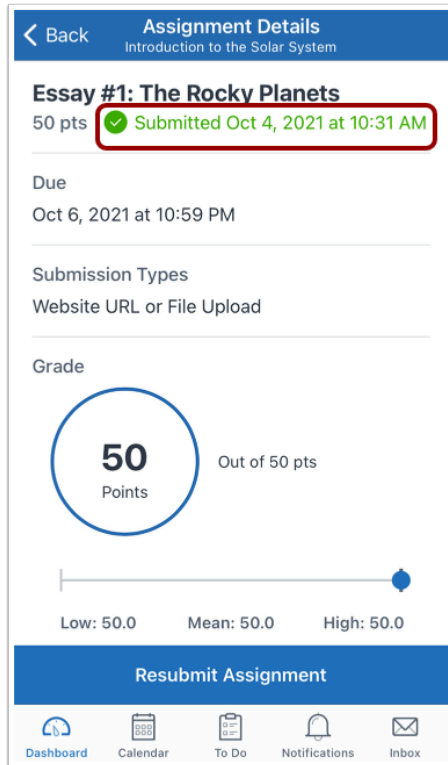 Back
Assignment Details
Introduction to the Solar System
Essay #1: The Rocky Planets
50 pts Submitted Oct 4, 2021 at 10:31 AM
Due
Oct 6, 2021 at 10:59 PM
Submission Types
Website URL or File Upload
Grade
50
Points
Out of 50 pts
Low: 50.0 Mean: 50.0 High: 50.0
Resubmit Assignment
Dashboard Calendar To Do Notifications Inbox